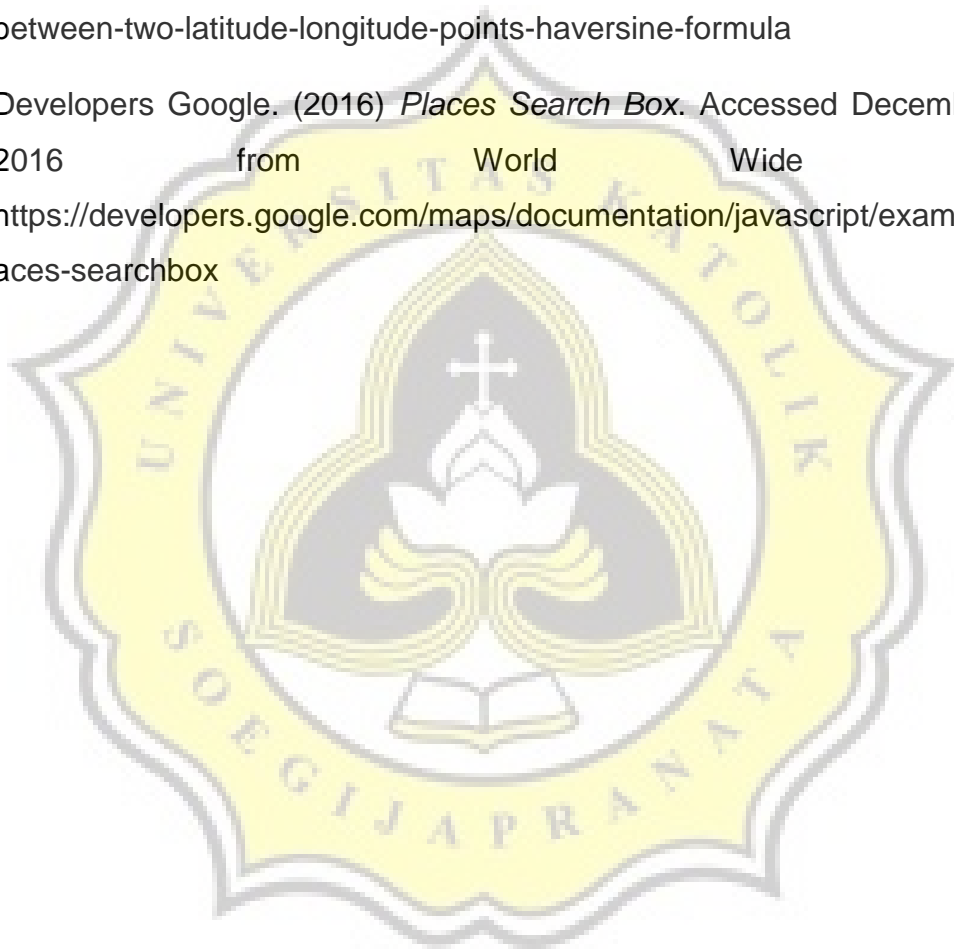 between-two-latitude-longitude-points-haversine-formula
Developers Google. (2016) Places Search Box. Accessed Decem
2016 from World Wide
https://developers.google.com/maps/documentation/javascript/exam
aces-searchbox
UNIVERSITAS KATOLIK
SOEGIJAPRANATA